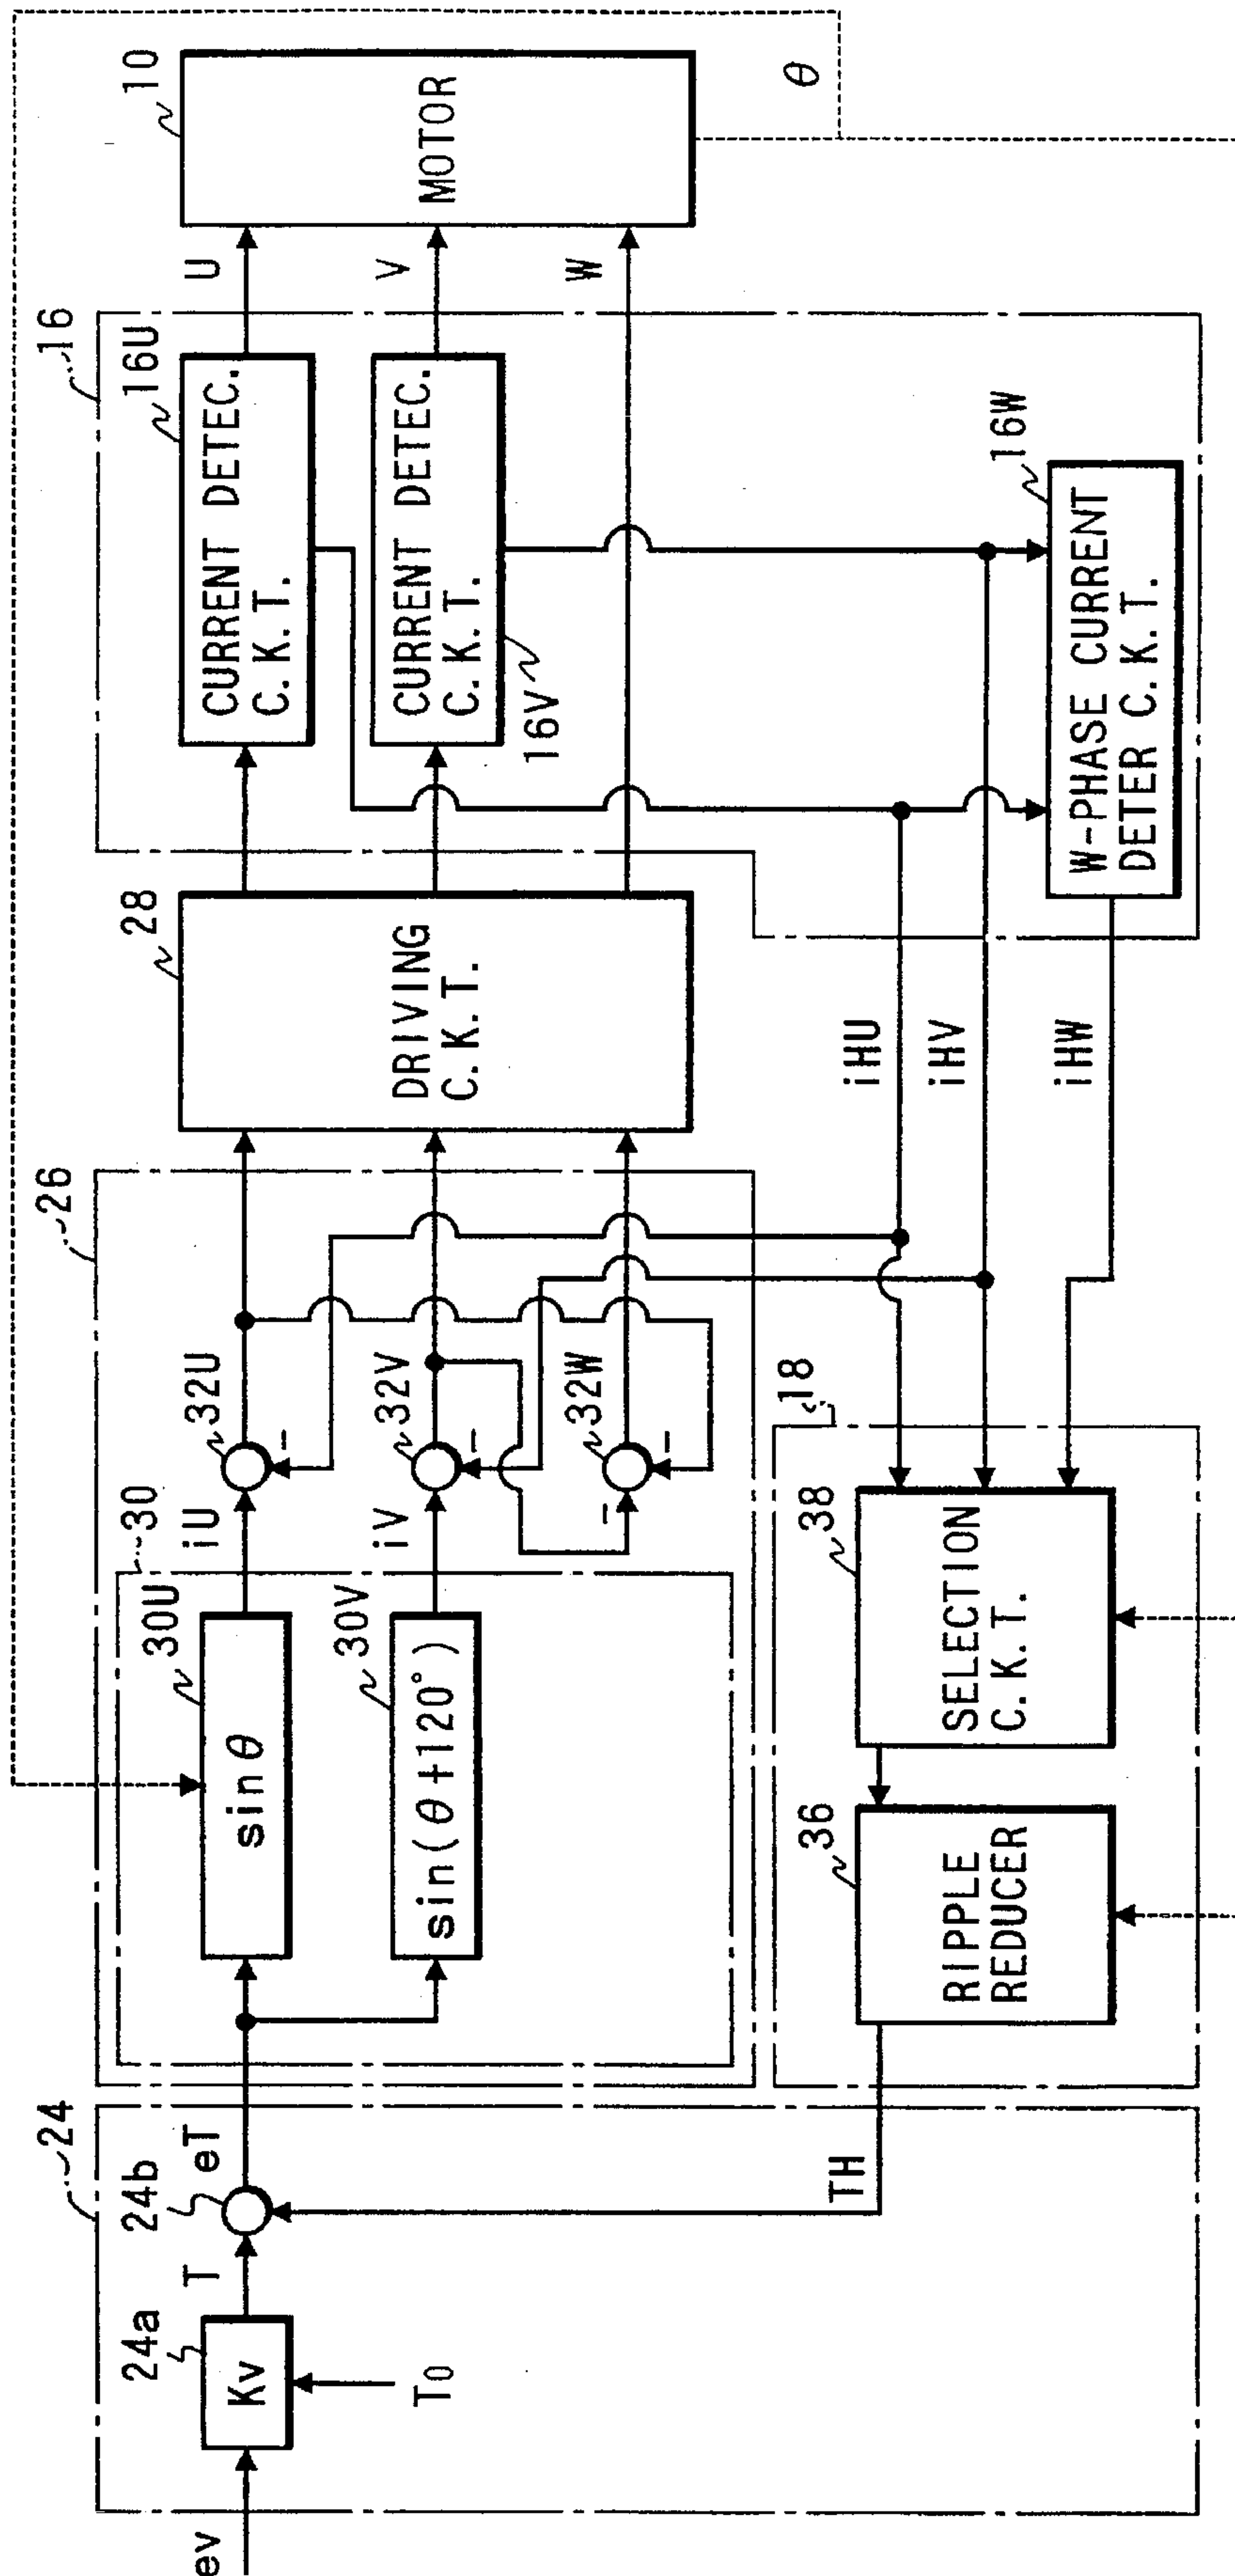 ev
24
24a
Kv
T0
T
24b
eT
TH
26
30
30U
sin θ
30V
sin(θ+120°)
iU
32U
-
iV
32V
-
32W
-
-
28
DRIVING
C.K.T.
16
16U
CURRENT DETEC.
C.K.T.
CURRENT DETEC.
C.K.T.
16V
16W
W-PHASE CURRENT
DETER C.K.T.
U
V
W
10
MOTOR
θ
iHU
iHV
iHW
18
38
SELECTION
C.K.T.
36
RIPPLE
REDUCER